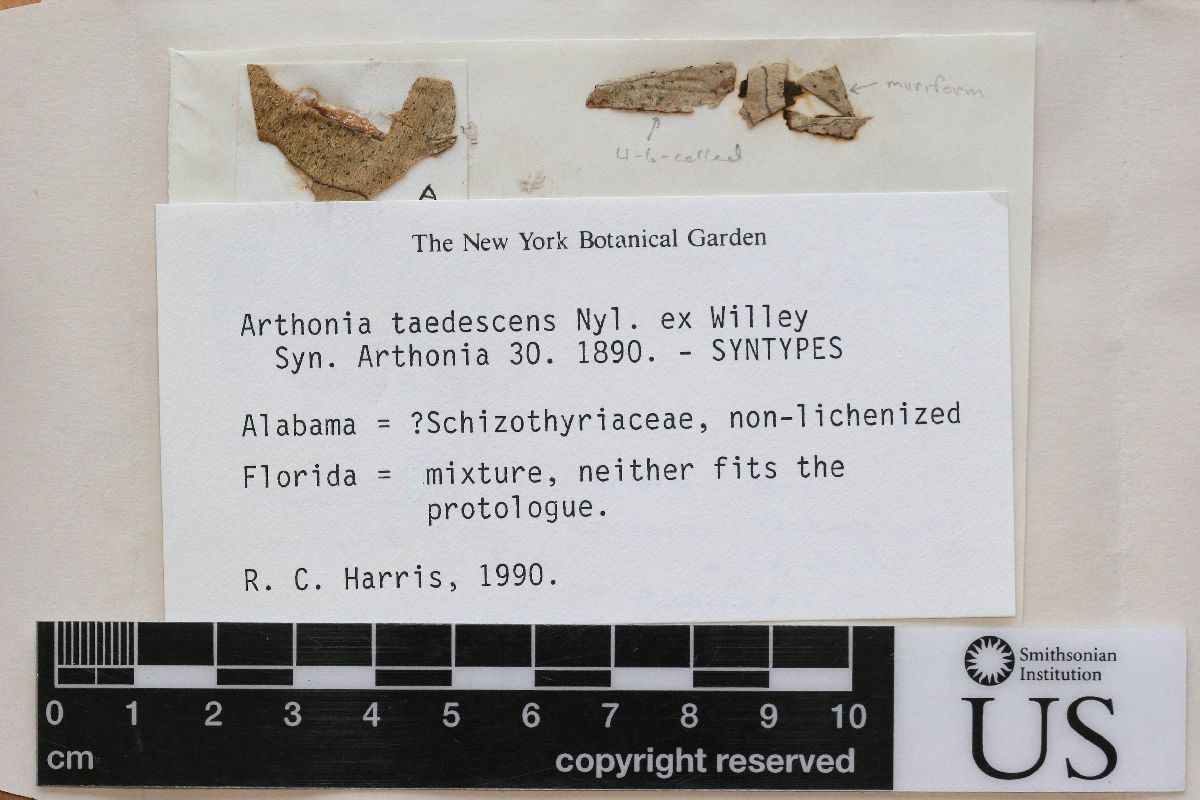 muriform
4-6-celled
A
The New York Botanical Garden
Arthonia taedescens Nyl. ex Willey
Syn. Arthonia 30. 1890. - SYNTYPES
Alabama = ?Schizothyriaceae, non-lichenized
Florida = mixture, neither fits the
protologue.
R. C. Harris, 1990.
0 1 2 3 4 5 6 7 8 9 10
cm
copyright reserved
Smithsonian
Institution
US